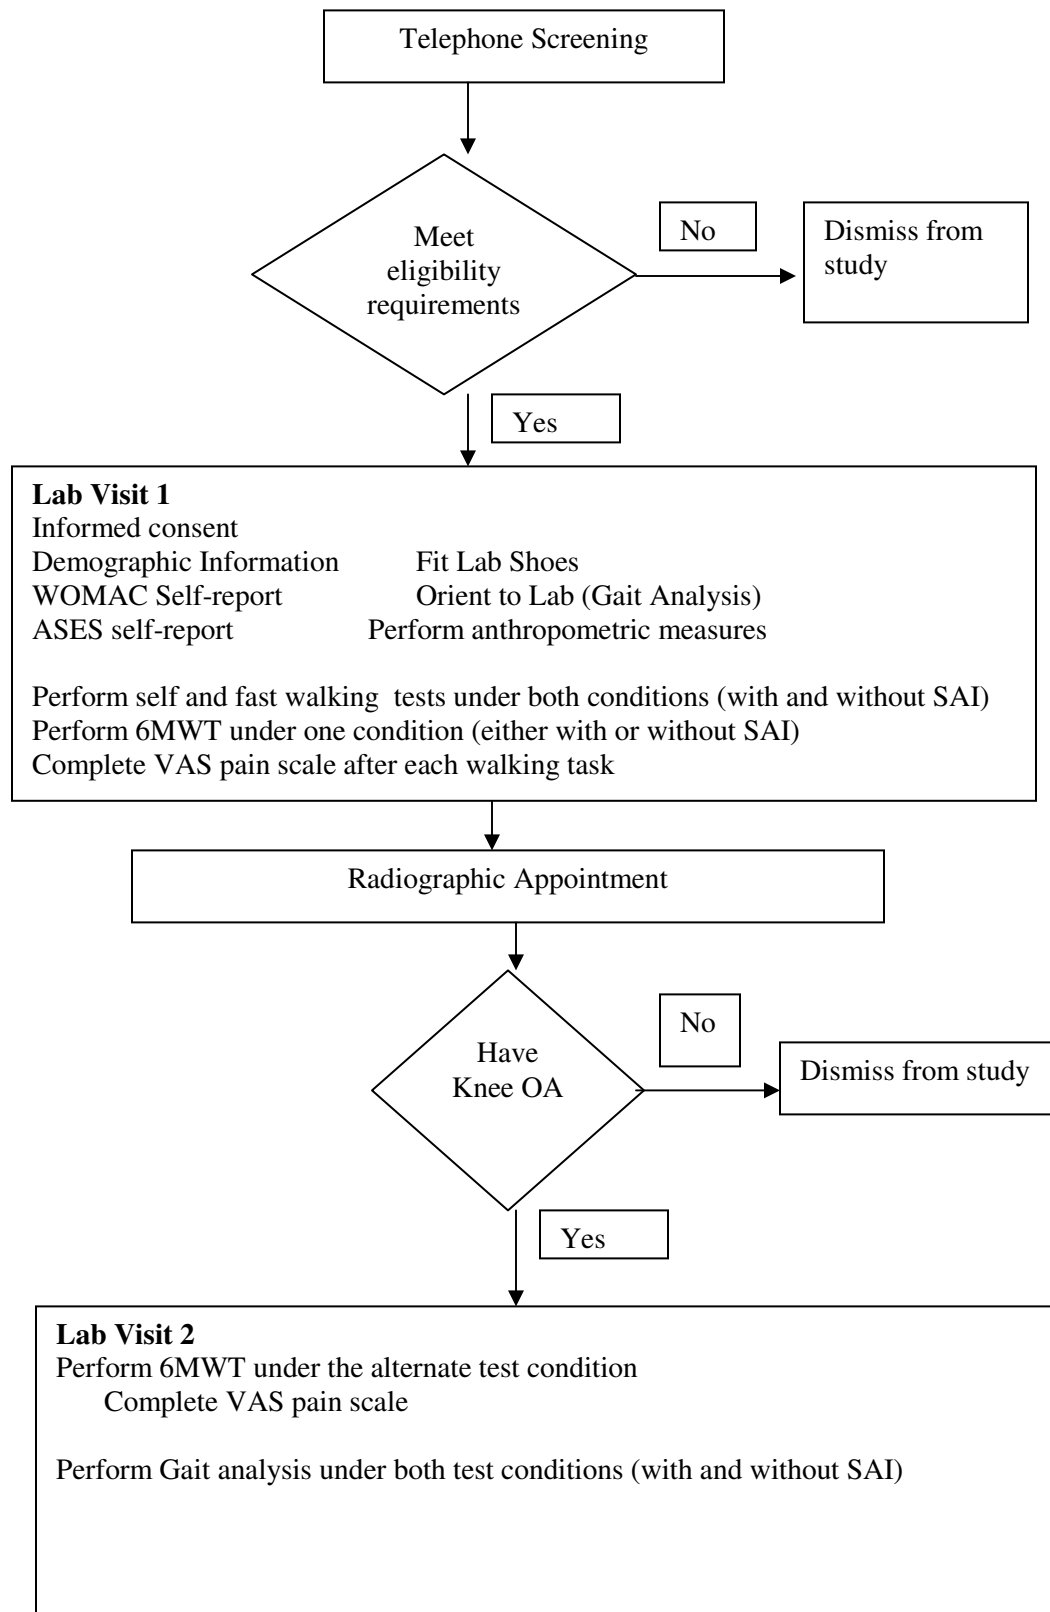 Telephone Screening
Meet
eligibility
requirements
No
Dismiss from
study
Yes
Lab Visit 1
Informed consent
Demographic Information Fit Lab Shoes
WOMAC Self-report Orient to Lab (Gait Analysis)
ASES self-report Perform anthropometric measures
Perform self and fast walking tests under both conditions (with and without SAI)
Perform 6MWT under one condition (either with or without SAI)
Complete VAS pain scale after each walking task
Radiographic Appointment
Have
Knee OA
No
Dismiss from study
Yes
Lab Visit 2
Perform 6MWT under the alternate test condition
Complete VAS pain scale
Perform Gait analysis under both test conditions (with and without SAI)